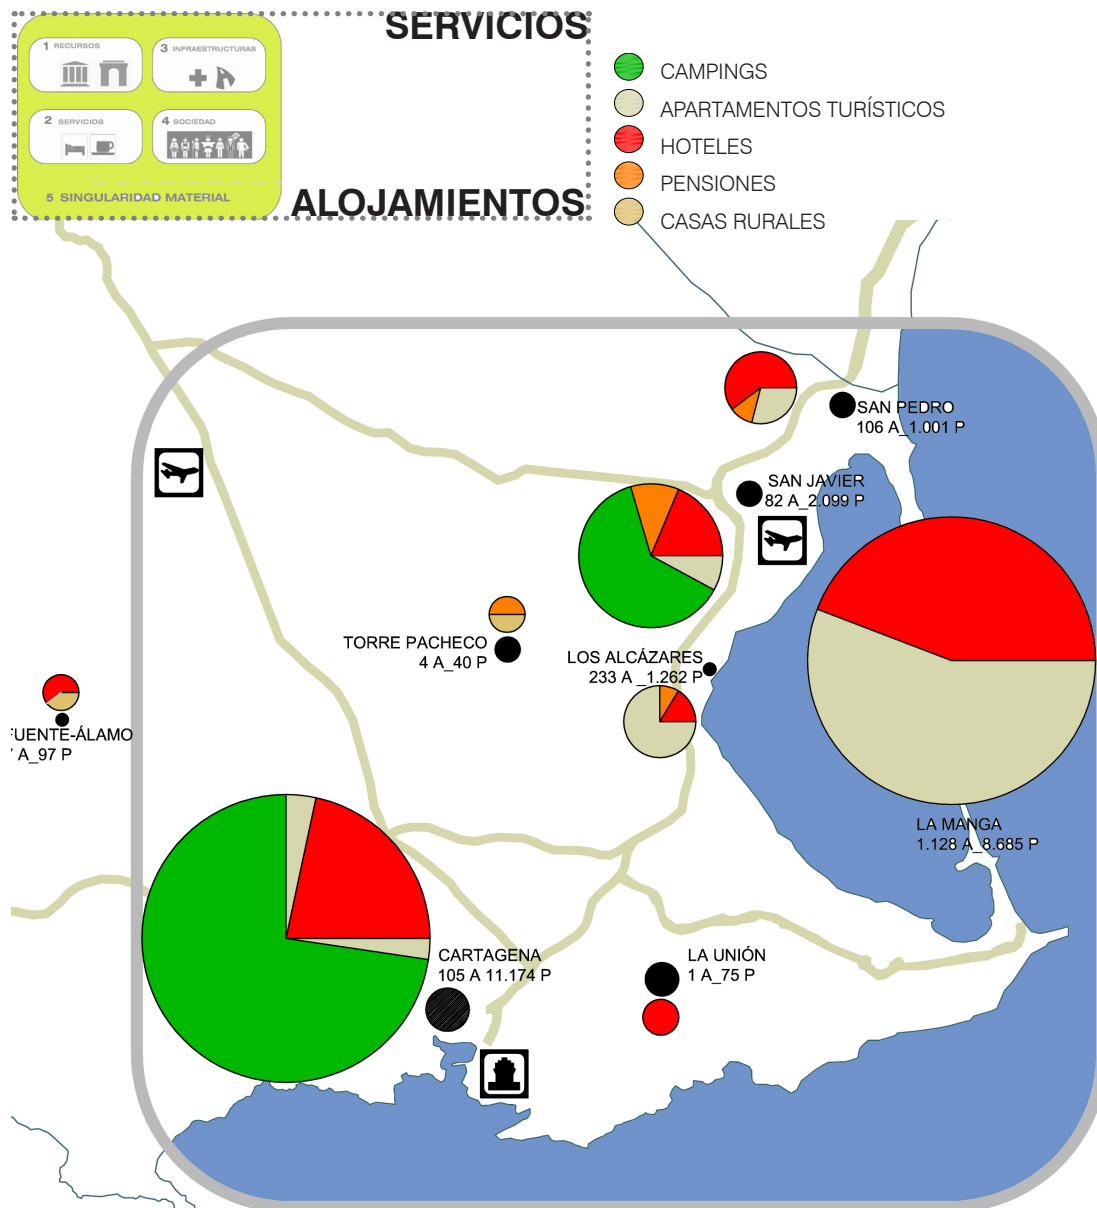 SERVICIOS
1 RECURSOS
3 INFRAESTRUCTURAS
2 SERVICIOS
4 SOCIEDAD
5 SINGULARIDAD MATERIAL
ALOJAMIENTOS
CAMPINGS
APARTAMENTOS TURÍSTICOS
HOTELES
PENSIONES
CASAS RURALES
SAN PEDRO
106 A_1.001 P
SAN JAVIER
82 A_2.099 P
TORRE PACHECO
4 A_40 P
LOS ALCÁZARES
233 A _1.262 P
FUENTE-ÁLAMO
A_97 P
LA MANGA
1.128 A_8.685 P
CARTAGENA
105 A 11.174 P
LA UNIÓN
1 A_75 P